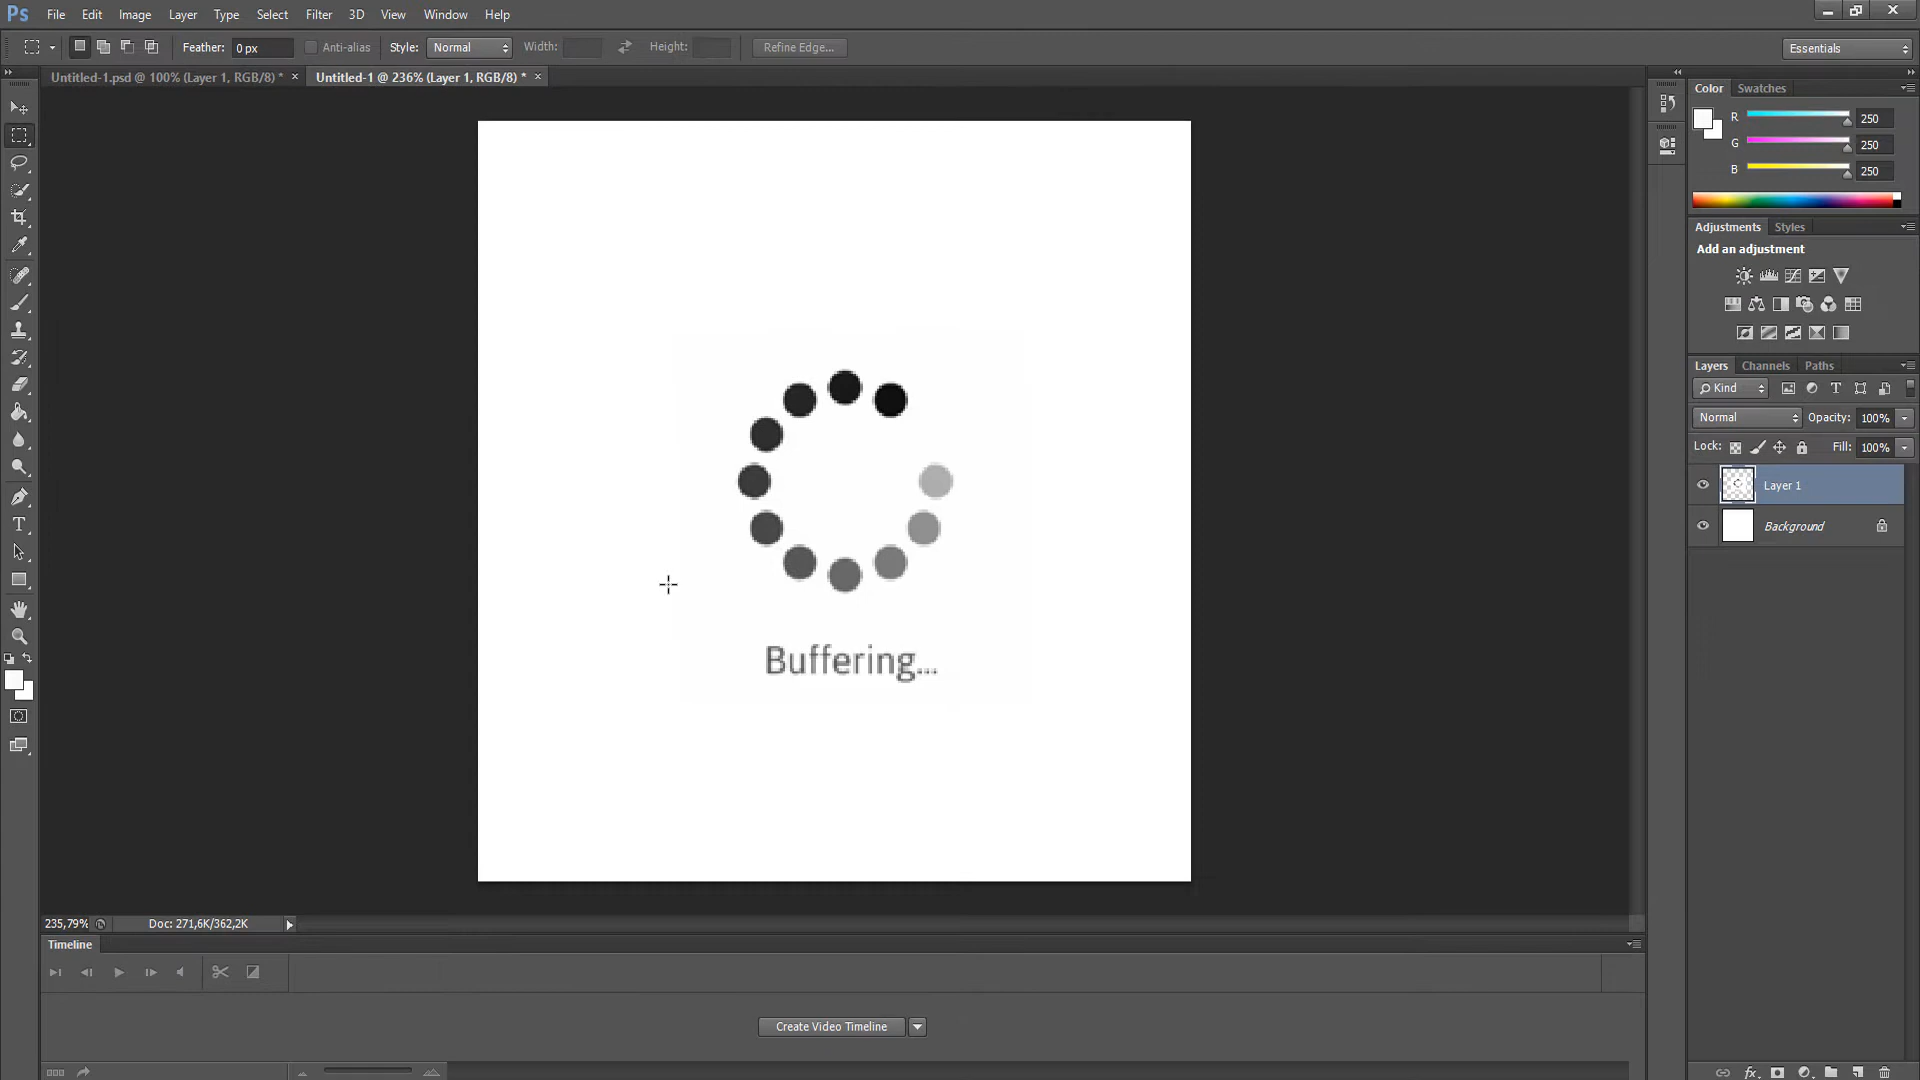 Ps File Edit Image Layer Type Select Filter 3D View Window Help
Feather: 0 px Anti-alias Style: Normal Width: Height: Refine Edge... Essentials
Untitled-1.psd @ 100% (Layer 1, RGB/8) * × Untitled-1 @ 236% (Layer 1, RGB/8) * ×
Color Swatches
R 250
G 250
B 250
Adjustments Styles
Add an adjustment
Layers Channels Paths
Kind
Normal Opacity: 100%
Lock: Fill: 100%
Layer 1
Background
Buffering...
235,79% Doc: 271,6K/362,2K
Timeline
Create Video Timeline